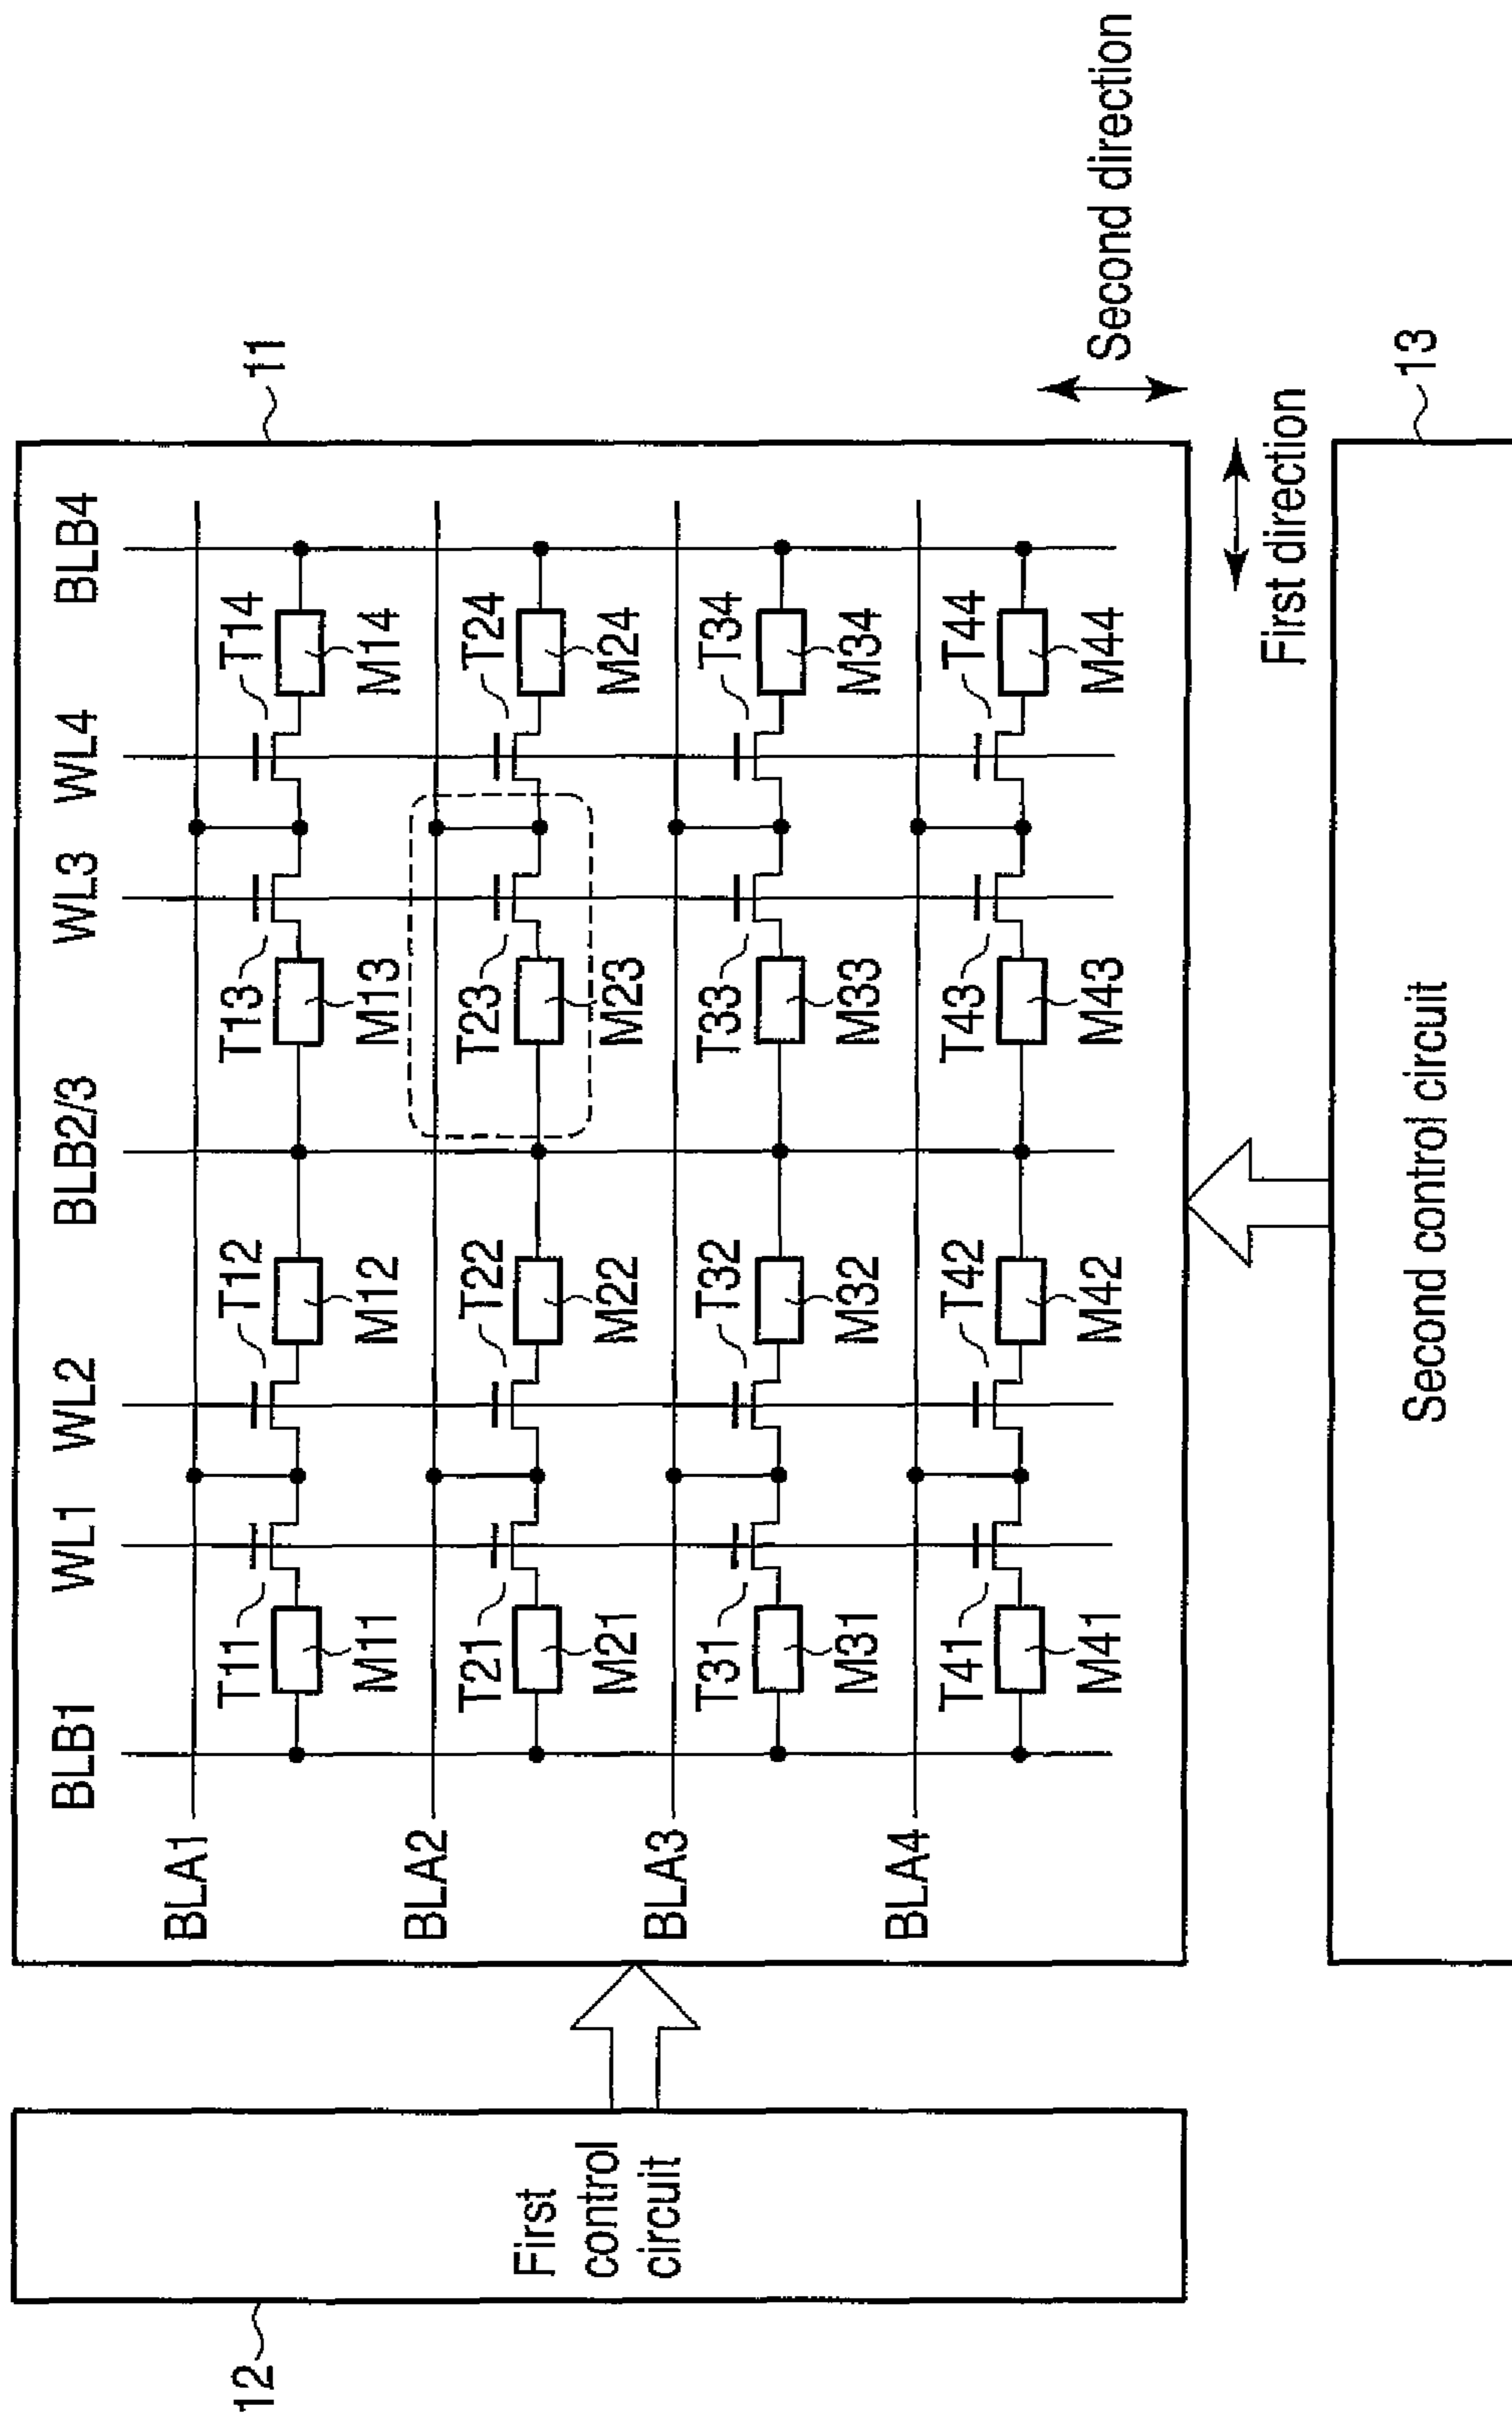 BLB1 WL1 WL2 BLB2/3 WL3 WL4 BLB4
11
BLA1
T11 T12 T13 T14
M11 M12 M13 M14
BLA2
T21 T22 T23 T24
M21 M22 M23 M24
BLA3
T31 T32 T33 T34
M31 M32 M33 M34
BLA4
T41 T42 T43 T44
M41 M42 M43 M44
12
First
control
circuit
Second direction
First direction
13
Second control circuit